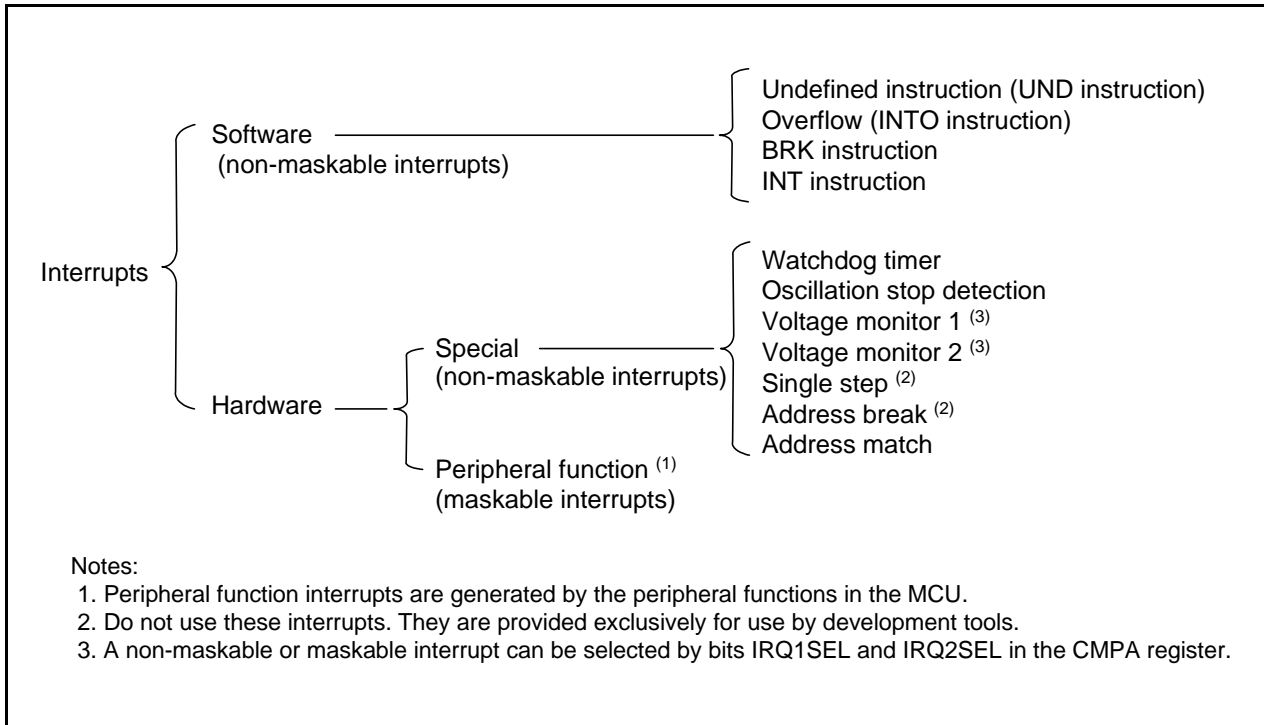 Software
(non-maskable interrupts)
Undefined instruction (UND instruction)
Overflow (INTO instruction)
BRK instruction
INT instruction
Interrupts
Hardware
Special
(non-maskable interrupts)
Watchdog timer
Oscillation stop detection
Voltage monitor 1 (3)
Voltage monitor 2 (3)
Single step (2)
Address break (2)
Address match
Peripheral function (1)
(maskable interrupts)
Notes:
1. Peripheral function interrupts are generated by the peripheral functions in the MCU.
2. Do not use these interrupts. They are provided exclusively for use by development tools.
3. A non-maskable or maskable interrupt can be selected by bits IRQ1SEL and IRQ2SEL in the CMPA register.